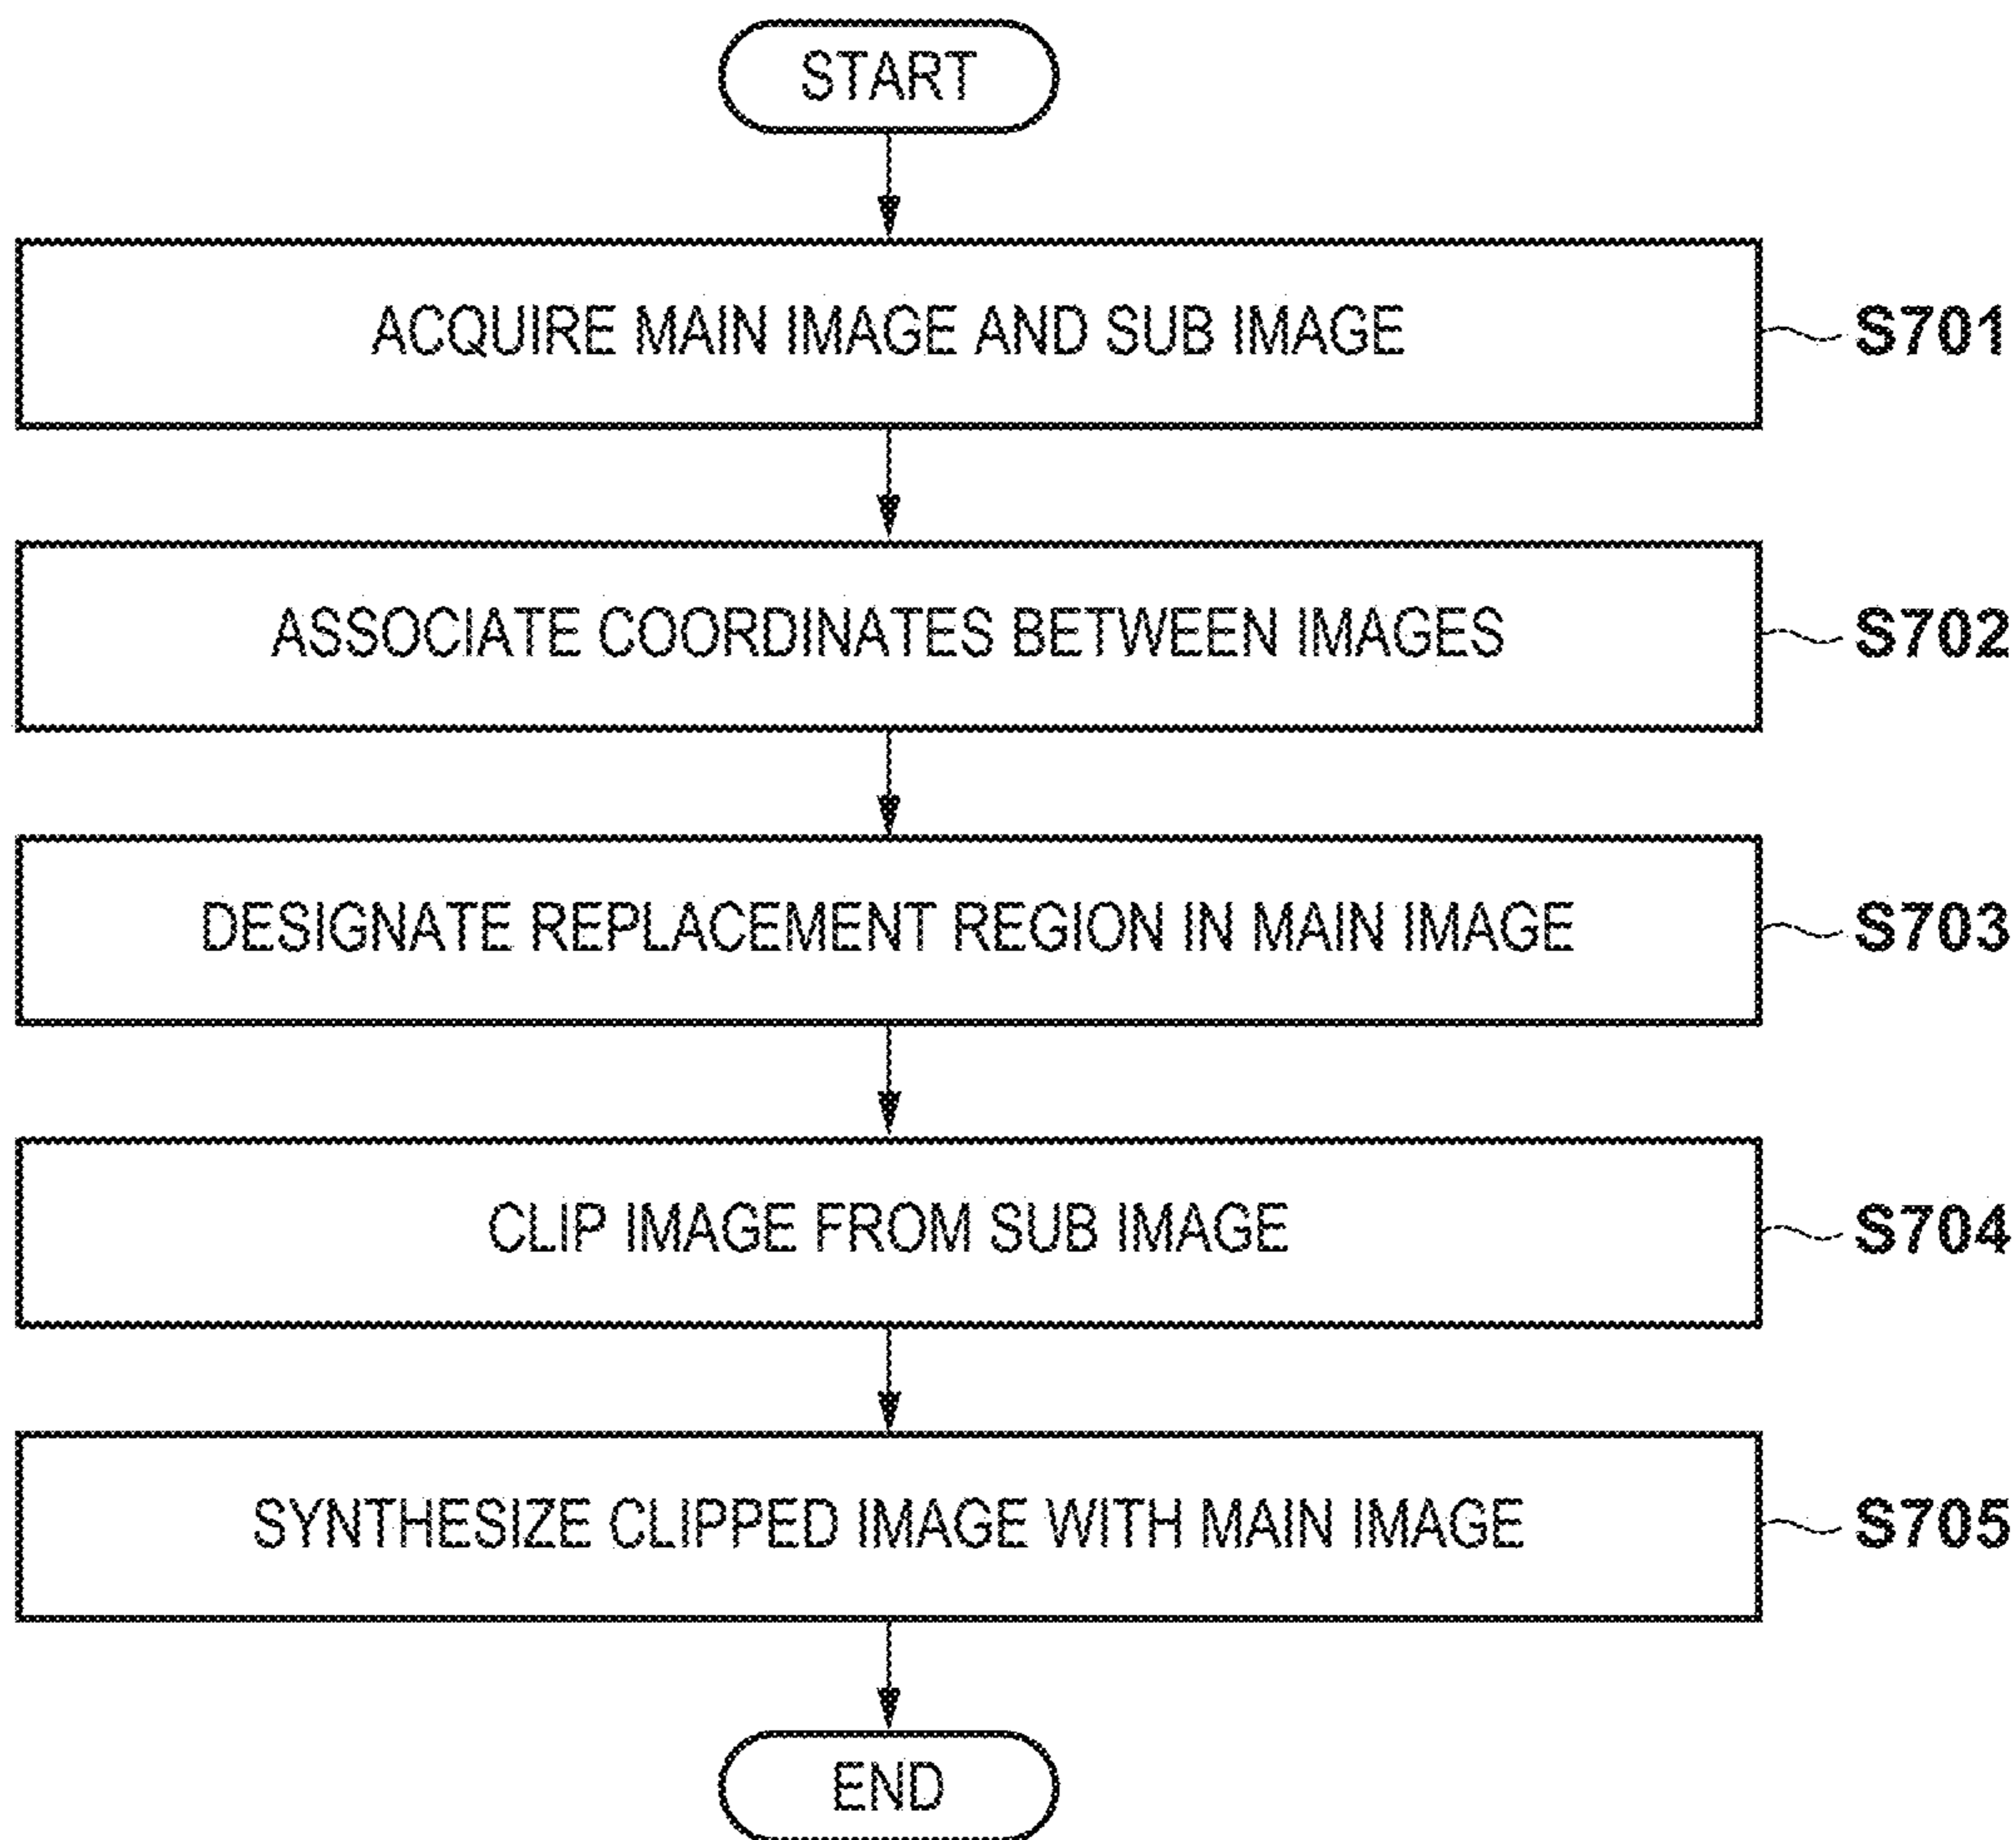 START
ACQUIRE MAIN IMAGE AND SUB IMAGE S701
ASSOCIATE COORDINATES BETWEEN IMAGES S702
DESIGNATE REPLACEMENT REGION IN MAIN IMAGE S703
CLIP IMAGE FROM SUB IMAGE S704
SYNTHESIZE CLIPPED IMAGE WITH MAIN IMAGE S705
END